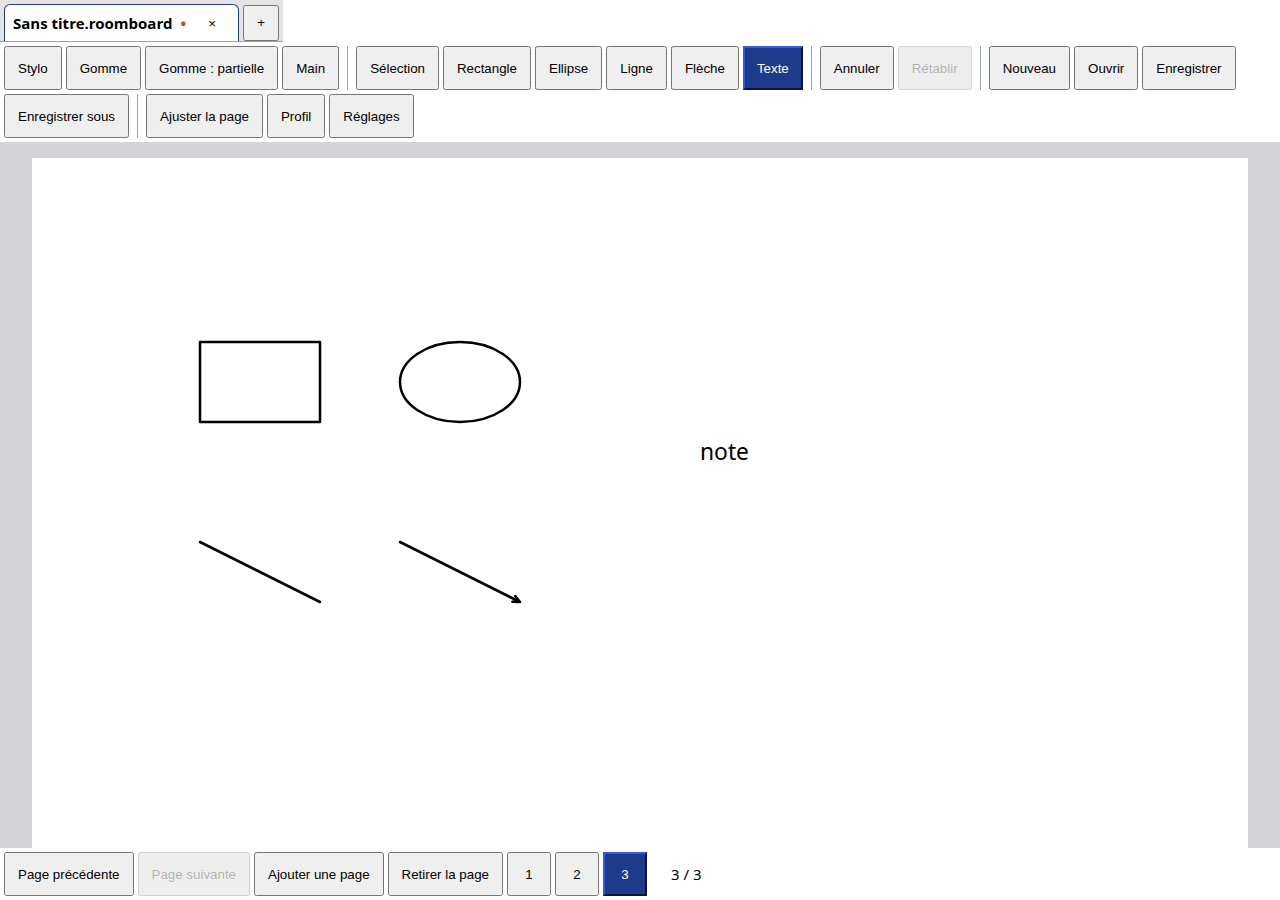 Sans titre.roomboard • × +
Stylo Gomme Gomme : partielle Main Sélection Rectangle Ellipse Ligne Flèche Texte Annuler Rétablir Nouveau Ouvrir Enregistrer
Enregistrer sous Ajuster la page Profil Réglages
note
Page précédente Page suivante Ajouter une page Retirer la page 1 2 3 3 / 3